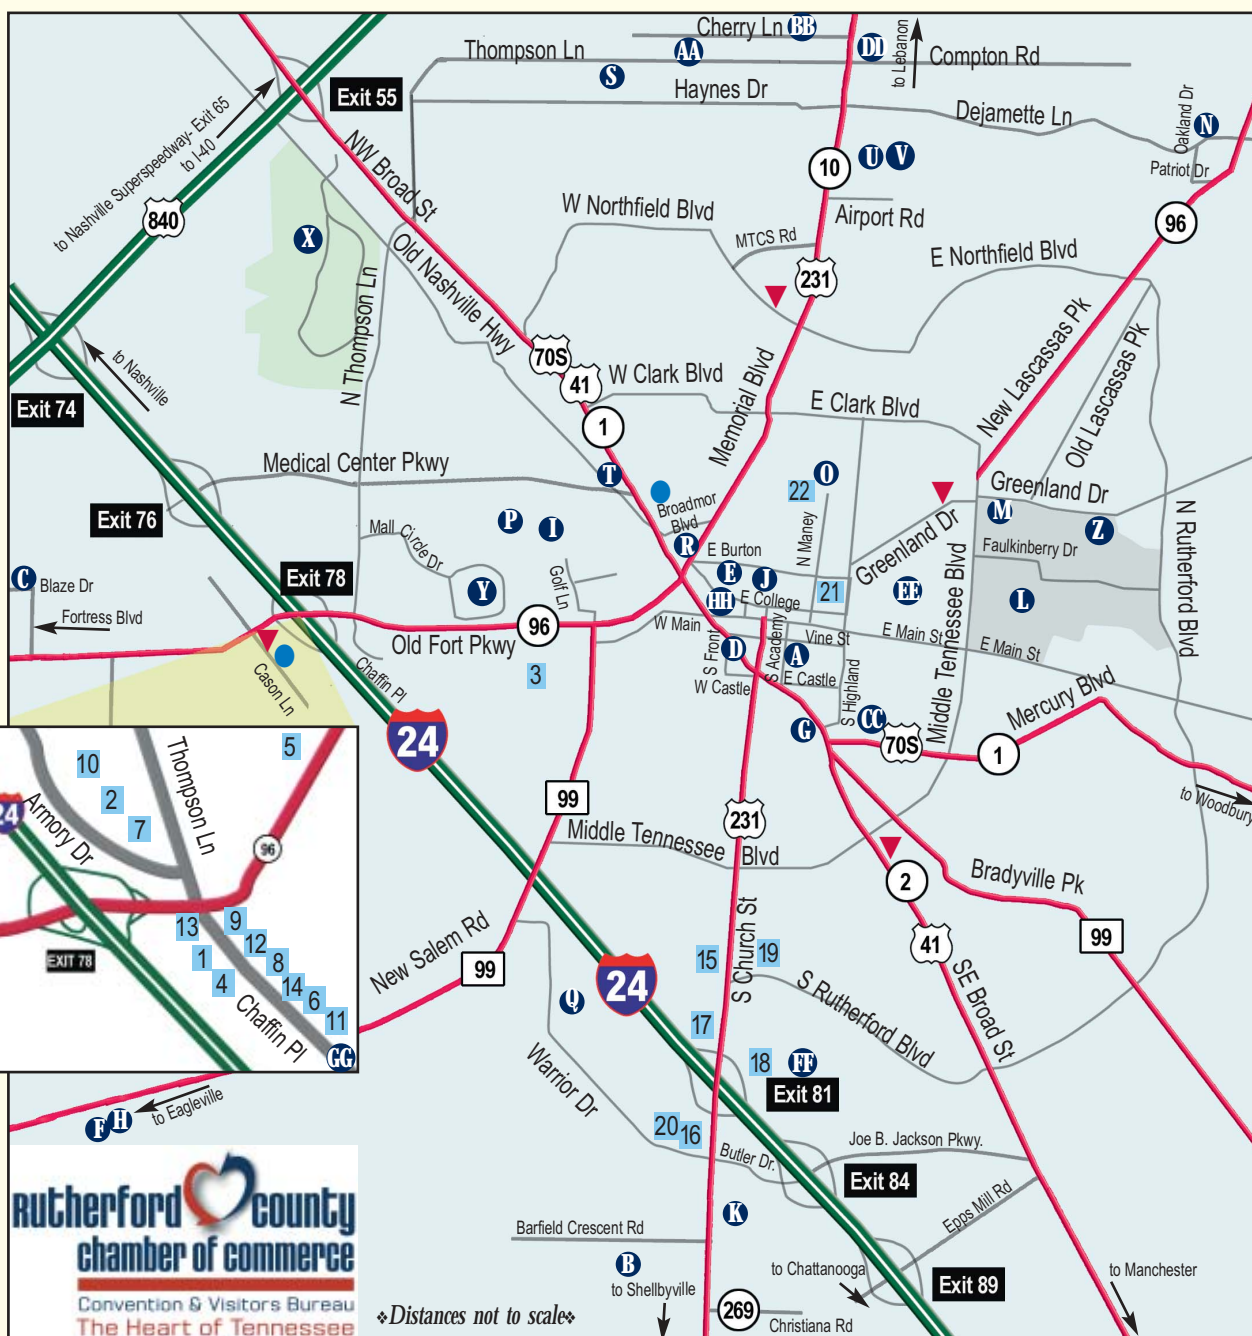 Cherry Ln
BB
Thompson Ln
AA
DD
to Lebanon
Compton Rd
S
Haynes Dr
Exit 55
Dejarnette Ln
Oakland Dr
N
Patriot Dr
to Nashville Superspeedway- Exit 65
to I-40
NW Broad St
10
U
V
W Northfield Blvd
Airport Rd
96
840
X
Old Nashville Hwy
MTCS Rd
E Northfield Blvd
231
N Thompson Ln
to Nashville
70S
41
W Clark Blvd
Memorial Blvd
E Clark Blvd
New Lascassas Pk
Old Lascassas Pk
Exit 74
1
Medical Center Pkwy
T
O
22
Greenland Dr
Broadmor
Blvd
N Maney
Greenland Dr
M
Z
N Rutherford Blvd
Exit 76
P
I
Mall Circle Dr
R
E Burton
Faulkinberry Dr
Middle Tennessee Blvd
C
Blaze Dr
Exit 78
Golf Ln
E
J
Y
HH
E College
21
EE
L
Fortress Blvd
96
Old Fort Pkwy
W Main
S Front
D
S Academy
Vine St
A
E Main St
E Main St
Cason Ln
Chaffin Pl
3
W Castle
E Castle
S Highland
Mercury Blvd
24
G
CC
70S
1
to Woodbury
5
10
2
7
Thompson Ln
Armory Dr
24
96
99
231
Middle Tennessee Blvd
2
Bradyville Pk
41
99
13
9
12
1
8
4
14
6
11
EXIT 78
Chaffin Pl
GG
New Salem Rd
99
15
19
S Church St
24
S Rutherford Blvd
SE Broad St
Q
17
18
FF
Exit 81
Warrior Dr
to Eagleville
F
H
20
16
Butler Dr.
Joe B. Jackson Pkwy.
Exit 84
K
Epps Mill Rd
Barfield Crescent Rd
B
to Shellbyville
to Chattanooga
Exit 89
to Manchester
269
Christiana Rd
Rutherford county
chamber of commerce
Convention & Visitors Bureau
The Heart of Tennessee
❖Distances not to scale❖